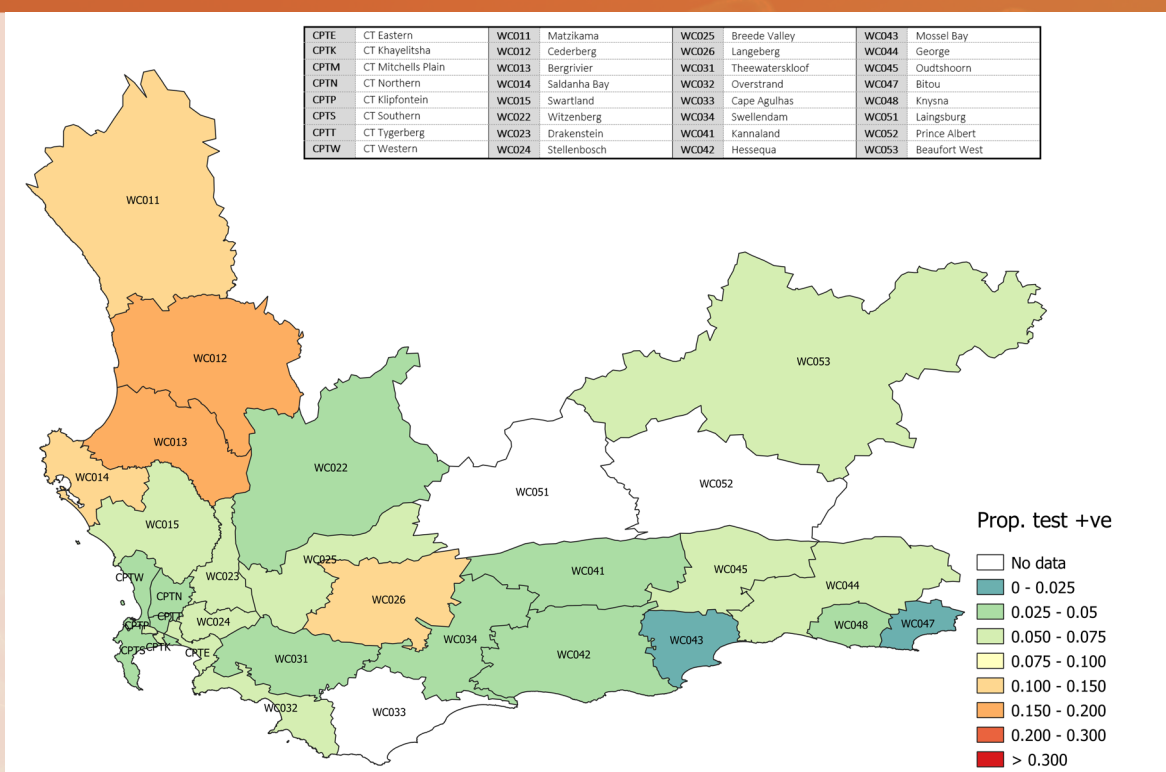 CPTE CT Eastern WC011 Matzikama WC025 Breede Valley WC043 Mossel Bay
CPTK CT Khayelitsha WC012 Cederberg WC026 Langeberg WC044 George
CPTM CT Mitchells Plain WC013 Bergrivier WC031 Theewaterskloof WC045 Oudtshoorn
CPTN CT Northern WC014 Saldanha Bay WC032 Overstrand WC047 Bitou
CPTP CT Klipfontein WC015 Swartland WC033 Cape Agulhas WC048 Knysna
CPTS CT Southern WC022 Witzenberg WC034 Swellendam WC051 Laingsburg
CPTT CT Tygerberg WC023 Drakenstein WC041 Kannaland WC052 Prince Albert
CPTW CT Western WC024 Stellenbosch WC042 Hessequa WC053 Beaufort West
WC011
WC012
WC053
WC013
WC022
WC014
WC052
WC051
WC015
WC025
CPTW
WC023
WC041
WC045
WC044
CPTN
WC026
WC024
WC048
WC047
CPTP
WC034
WC043
CPTS
CPTK
CPTE
WC031
WC042
WC032
WC033
Prop. test +ve
No data
0 - 0.025
0.025 - 0.05
0.050 - 0.075
0.075 - 0.100
0.100 - 0.150
0.150 - 0.200
0.200 - 0.300
> 0.300